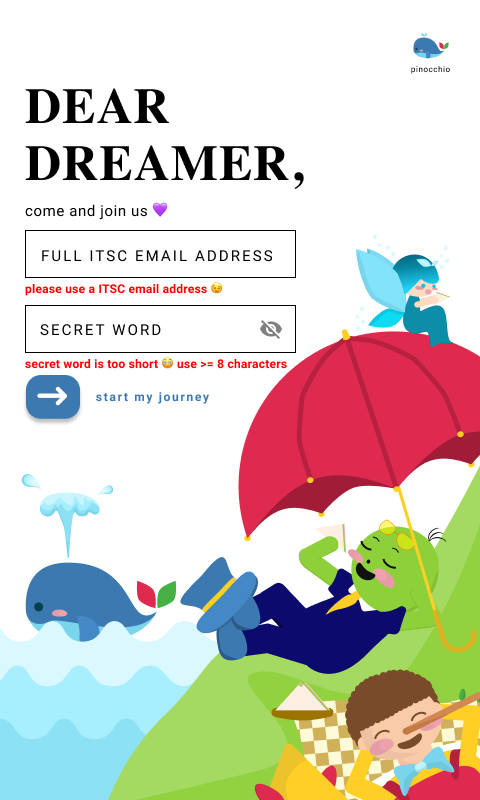 pinocchio
DEAR
DREAMER,
come and join us 💜
FULL ITSC EMAIL ADDRESS
please use a ITSC email address 😉
SECRET WORD
secret word is too short 😳 use >= 8 characters
start my journey